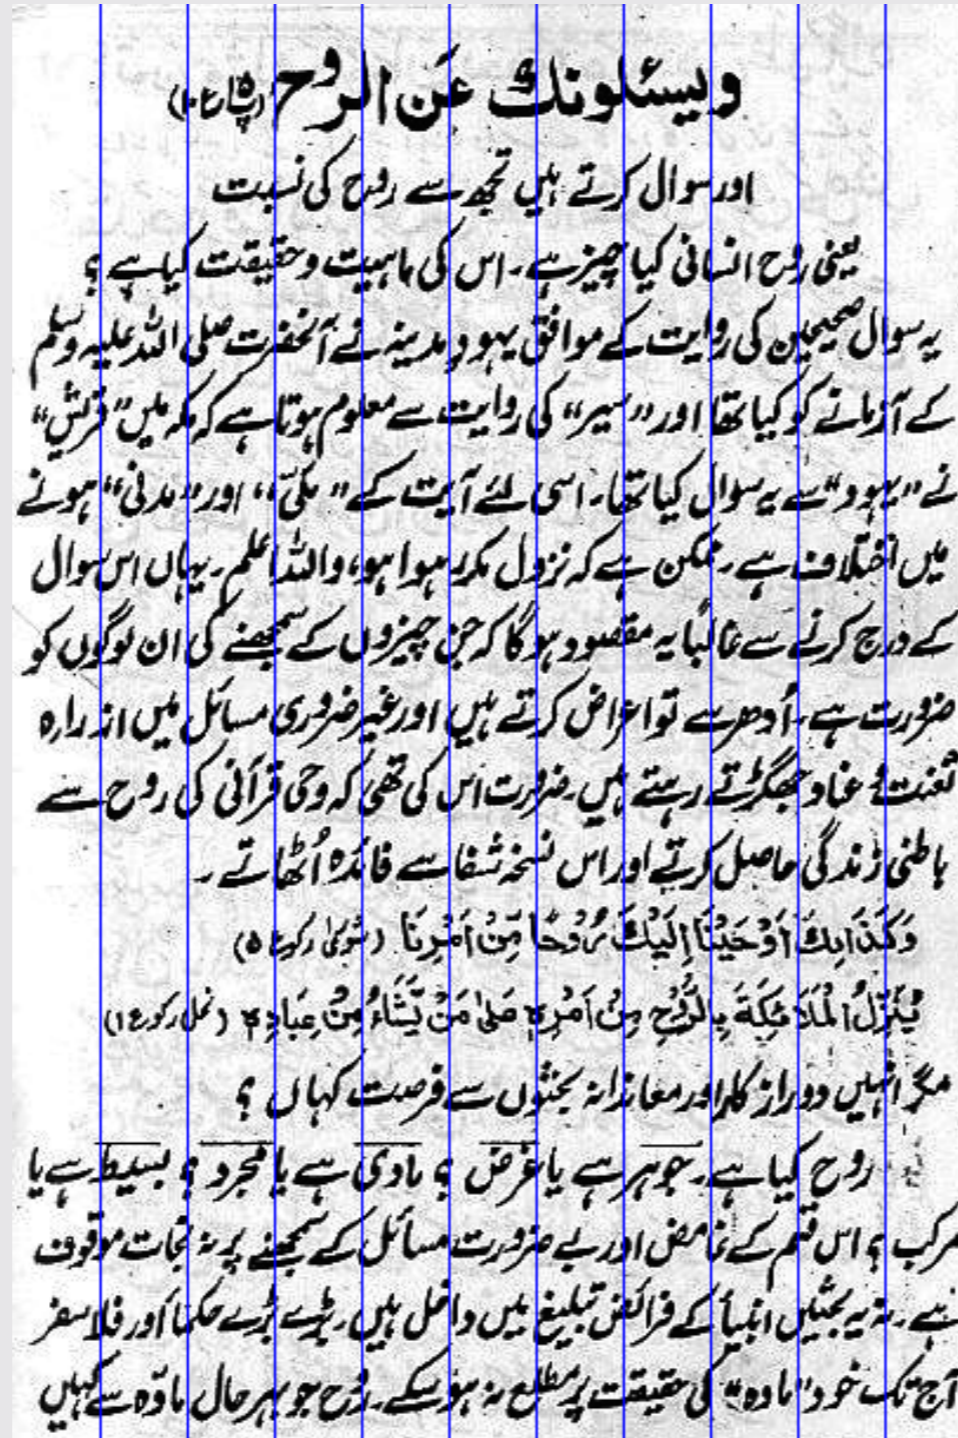 ویسئلونك عَن الروح (پ۱۵ ع۱۰)
اور سوال کرتے ہیں تجھ سے روح کی نسبت
یعنی روح انسانی کیا چیز ہے۔ اس کی ماہیت و حقیقت کیا ہے؟
یہ سوال صحیحین کی روایت کے موافق یہود مدینہ نے آنحضرت صلی اللہ علیہ وسلم
کے آزمانے کو کیا تھا اور "سیر" کی روایت سے معلوم ہوتا ہے کہ مکہ میں "قریش"
نے "یہود" سے یہ سوال کیا تھا۔ اسی لئے آیت کے "مکیّ" اور "مدنی" ہونے
میں اختلاف ہے۔ ممکن ہے کہ نزول مکرر ہوا ہو، واللہ اعلم۔ یہاں اس سوال
کے درج کرنے سے غالباً یہ مقصود ہوگا کہ جن چیزوں کے سمجھنے کی ان لوگوں کو
ضرورت ہے۔ اُدھر سے تو اعراض کرتے ہیں اور غیر ضروری مسائل میں از راہ
تعنت و عناد جھگڑتے رہتے ہیں۔ ضرورت اس کی تھی کہ وحی قرآنی کی روح سے
باطنی زندگی حاصل کرتے اور اس نسخہ شفا سے فائدہ اُٹھاتے۔
وَكَذَالِكَ اَوْحَيْنَا اِلَيْكَ رُوْحًا مِّنْ اَمْرِنَا (شوریٰ رکوع ۵)
يُنَزِّلُ الْمَلَائِكَةَ بِالرُّوْحِ مِنْ اَمْرِهٖ عَلیٰ مَنْ يَّشَاءُ مِنْ عِبَادِهٖ (نحل رکوع ۱)
مگر انہیں دور از کار اور معاندانہ بحثوں سے فرصت کہاں؟
روح کیا ہے۔ جوہر ہے یا عرض؟ مادی ہے یا مجرد؟ بسیط ہے یا
مرکب؟ اس قسم کے غامض اور بے ضرورت مسائل کے سمجھنے پر نہ نجات موقوف
ہے۔ نہ یہ بحثیں انبیأ کے فرائض تبلیغ میں داخل ہیں۔ بڑے بڑے حکمأ اور فلاسفر
آج تک خود "مادہ" کی حقیقت پر مطلع نہ ہو سکے۔ روح جو بہر حال مادّہ سے کہیں